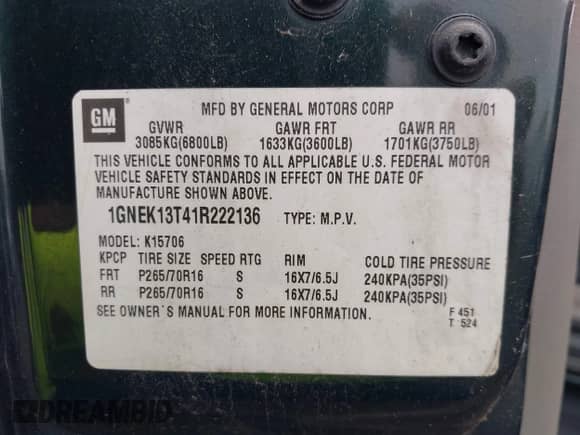 GM
MFD BY GENERAL MOTORS CORP 06/01
GVWR GAWR FRT GAWR RR
3085KG(6800LB) 1633KG(3600LB) 1701KG(3750LB)
THIS VEHICLE CONFORMS TO ALL APPLICABLE U.S. FEDERAL MOTOR
VEHICLE SAFETY STANDARDS IN EFFECT ON THE DATE OF
MANUFACTURE SHOWN ABOVE.
1GNEK13T41R222136 TYPE: M.P.V.
MODEL: K15706
KPCP TIRE SIZE SPEED RTG RIM COLD TIRE PRESSURE
FRT P265/70R16 S 16X7/6.5J 240KPA(35PSI)
RR P265/70R16 S 16X7/6.5J 240KPA(35PSI)
SEE OWNER'S MANUAL FOR MORE INFORMATION.
F 451
T 524
DREAMBID